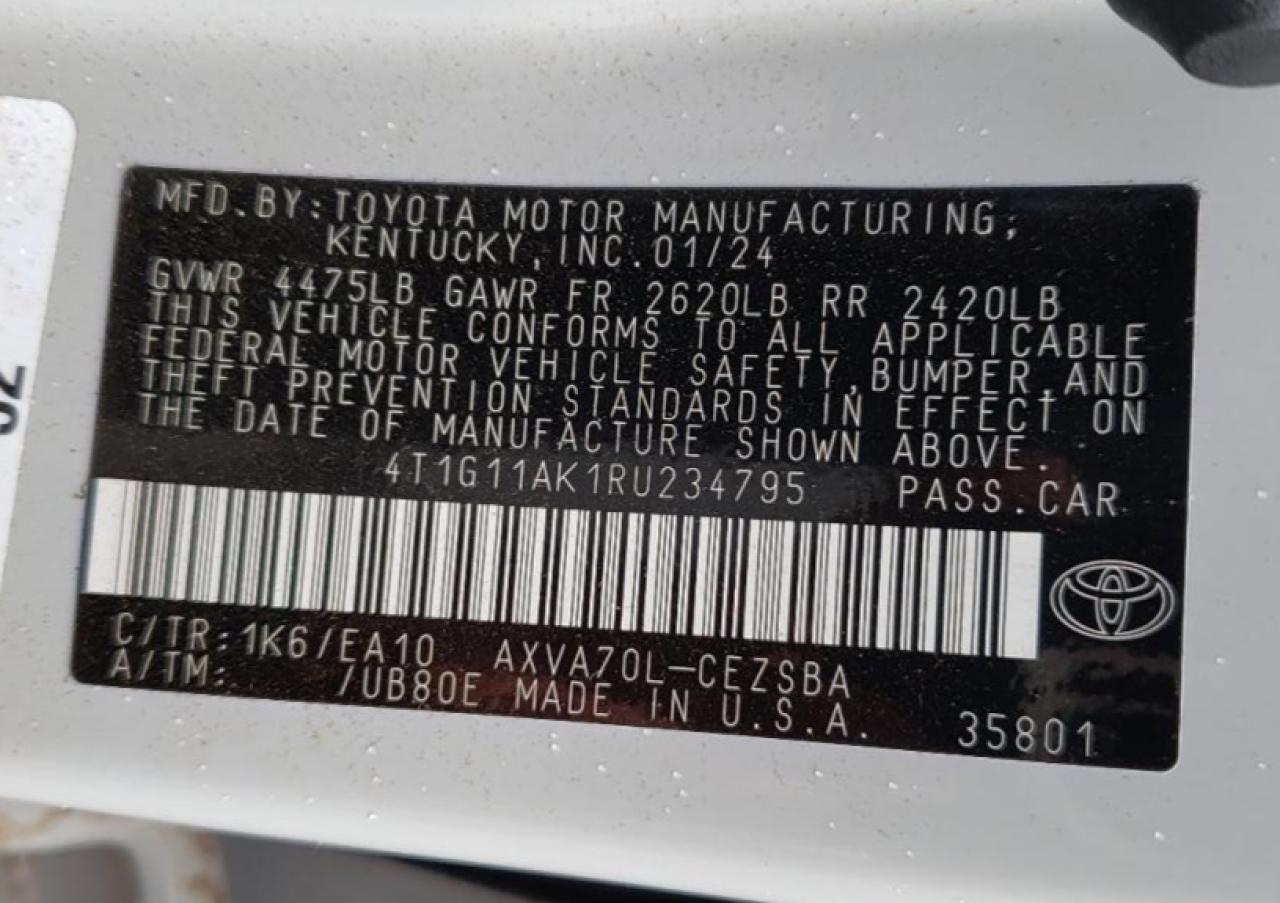 MFD.BY:TOYOTA MOTOR MANUFACTURING,
KENTUCKY, INC. 01/24
GVWR 4475LB GAWR FR 2620LB RR 2420LB
THIS VEHICLE CONFORMS TO ALL APPLICABLE
FEDERAL MOTOR VEHICLE SAFETY, BUMPER, AND
THEFT PREVENTION STANDARDS IN EFFECT ON
THE DATE OF MANUFACTURE SHOWN ABOVE.
4T1G11AK1RU234795 PASS.CAR
C/TR:1K6/EA10 AXVA70L-CEZSBA
A/TM: /UB80E MADE IN U.S.A. 35801